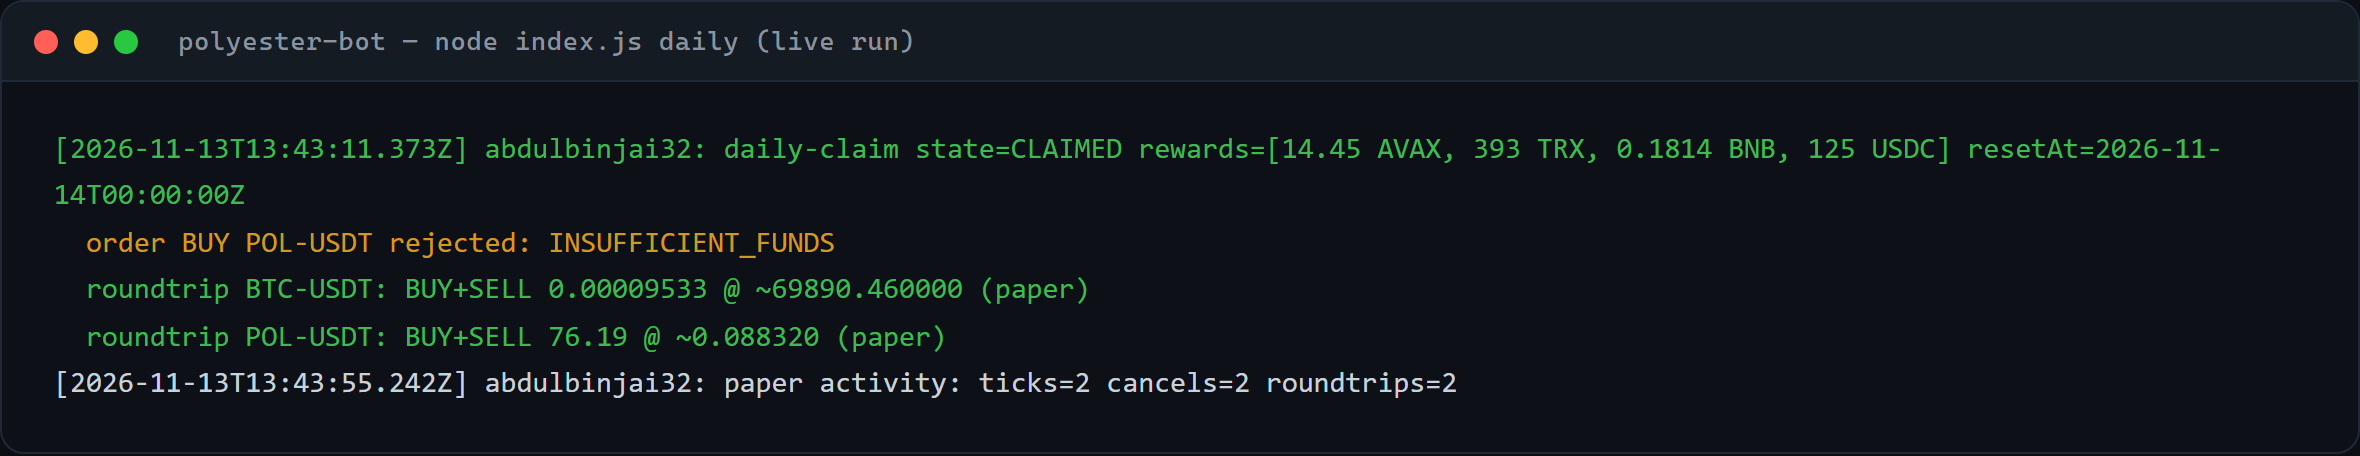 polyester-bot — node index.js daily (live run)
[2026-11-13T13:43:11.373Z] abdulbinjai32: daily-claim state=CLAIMED rewards=[14.45 AVAX, 393 TRX, 0.1814 BNB, 125 USDC] resetAt=2026-11-
14T00:00:00Z
order BUY POL-USDT rejected: INSUFFICIENT_FUNDS
roundtrip BTC-USDT: BUY+SELL 0.00009533 @ ~69890.460000 (paper)
roundtrip POL-USDT: BUY+SELL 76.19 @ ~0.088320 (paper)
[2026-11-13T13:43:55.242Z] abdulbinjai32: paper activity: ticks=2 cancels=2 roundtrips=2